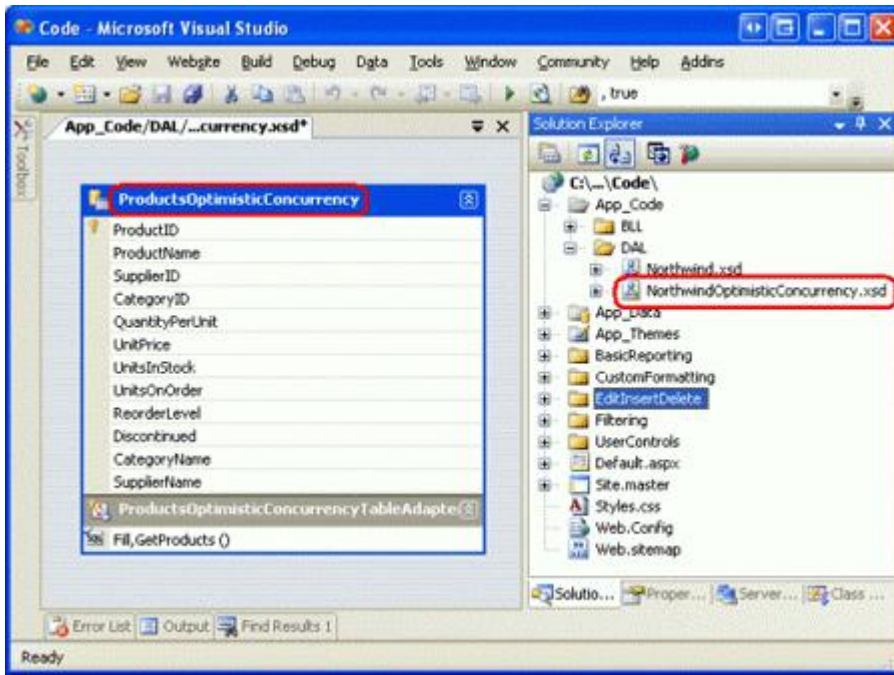 Code - Microsoft Visual Studio
File Edit View Website Build Debug Data Tools Window Community Help Addins
, true
Toolbox
App_Code/DAL/...currency.xsd*
ProductsOptimisticConcurrency
ProductID
ProductName
SupplierID
CategoryID
QuantityPerUnit
UnitPrice
UnitsInStock
UnitsOnOrder
ReorderLevel
Discontinued
CategoryName
SupplierName
ProductsOptimisticConcurrencyTableAdapte
Fill,GetProducts ()
Solution Explorer
C:\...\Code\
App_Code
BLL
DAL
Northwind.xsd
NorthwindOptimisticConcurrency.xsd
App_Data
App_Themes
BasicReporting
CustomFormatting
EditInsertDelete
Filtering
UserControls
Default.aspx
Site.master
Styles.css
Web.Config
Web.sitemap
Solutio... Proper... Server... Class ...
Error List Output Find Results 1
Ready